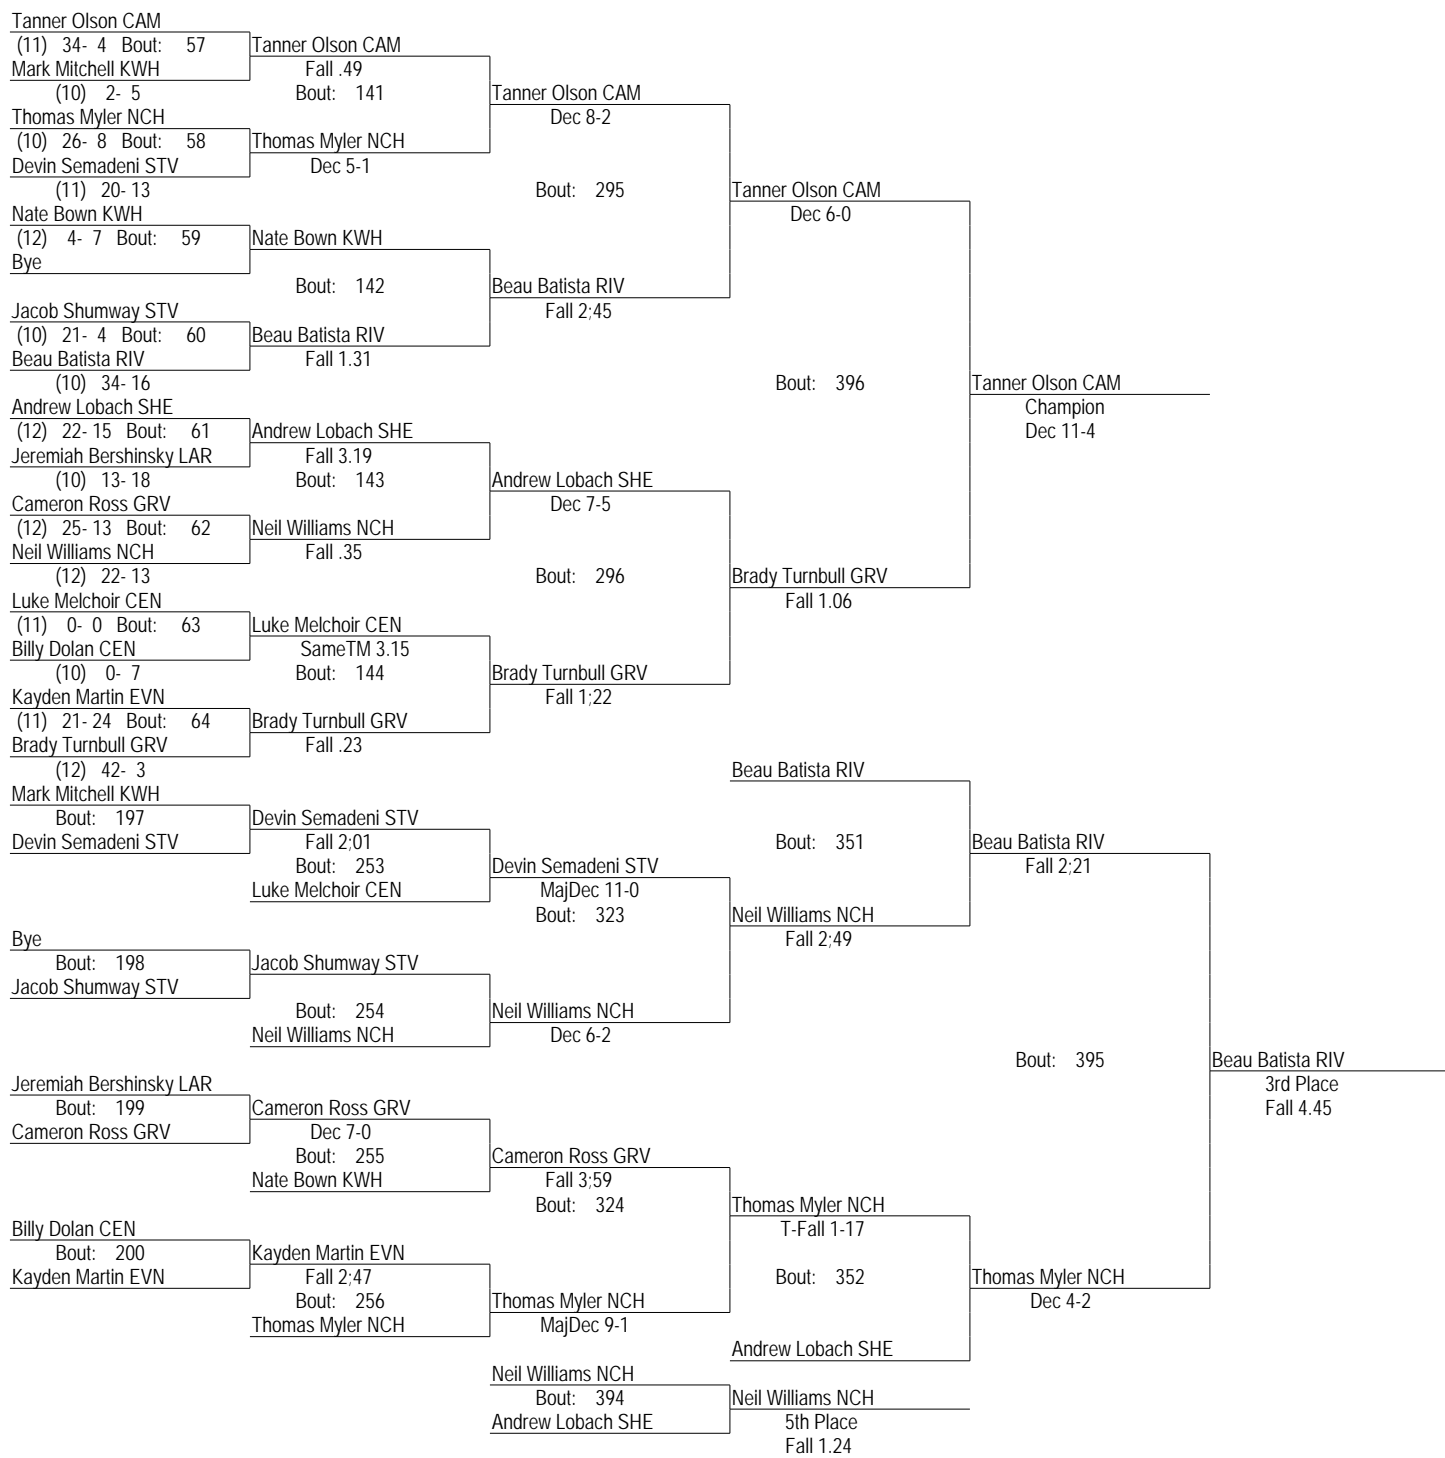 Tanner Olson CAM
(11) 34- 4 Bout: 57
Tanner Olson CAM
Mark Mitchell KWH
Fall .49
(10) 2- 5
Bout: 141
Tanner Olson CAM
Thomas Myler NCH
Dec 8-2
(10) 26- 8 Bout: 58
Thomas Myler NCH
Devin Semadeni STV
Dec 5-1
(11) 20- 13
Bout: 295
Tanner Olson CAM
Nate Bown KWH
Dec 6-0
(12) 4- 7 Bout: 59
Nate Bown KWH
Bye
Bout: 142
Beau Batista RIV
Jacob Shumway STV
Fall 2;45
(10) 21- 4 Bout: 60
Beau Batista RIV
Beau Batista RIV
Fall 1.31
(10) 34- 16
Bout: 396
Tanner Olson CAM
Andrew Lobach SHE
Champion
(12) 22- 15 Bout: 61
Andrew Lobach SHE
Dec 11-4
Jeremiah Bershinsky LAR
Fall 3.19
(10) 13- 18
Bout: 143
Andrew Lobach SHE
Cameron Ross GRV
Dec 7-5
(12) 25- 13 Bout: 62
Neil Williams NCH
Neil Williams NCH
Fall .35
(12) 22- 13
Bout: 296
Brady Turnbull GRV
Luke Melchoir CEN
Fall 1.06
(11) 0- 0 Bout: 63
Luke Melchoir CEN
Billy Dolan CEN
SameTM 3.15
(10) 0- 7
Bout: 144
Brady Turnbull GRV
Kayden Martin EVN
Fall 1;22
(11) 21- 24 Bout: 64
Brady Turnbull GRV
Brady Turnbull GRV
Fall .23
(12) 42- 3
Beau Batista RIV
Mark Mitchell KWH
Bout: 197
Devin Semadeni STV
Devin Semadeni STV
Fall 2;01
Bout: 351
Beau Batista RIV
Bout: 253
Devin Semadeni STV
Fall 2;21
Luke Melchoir CEN
MajDec 11-0
Bout: 323
Neil Williams NCH
Bye
Fall 2;49
Bout: 198
Jacob Shumway STV
Jacob Shumway STV
Bout: 254
Neil Williams NCH
Neil Williams NCH
Dec 6-2
Bout: 395
Beau Batista RIV
Jeremiah Bershinsky LAR
3rd Place
Bout: 199
Cameron Ross GRV
Fall 4.45
Cameron Ross GRV
Dec 7-0
Bout: 255
Cameron Ross GRV
Nate Bown KWH
Fall 3;59
Bout: 324
Thomas Myler NCH
Billy Dolan CEN
T-Fall 1-17
Bout: 200
Kayden Martin EVN
Kayden Martin EVN
Fall 2;47
Bout: 352
Thomas Myler NCH
Bout: 256
Thomas Myler NCH
Dec 4-2
Thomas Myler NCH
MajDec 9-1
Andrew Lobach SHE
Neil Williams NCH
Bout: 394
Neil Williams NCH
Andrew Lobach SHE
5th Place
Fall 1.24